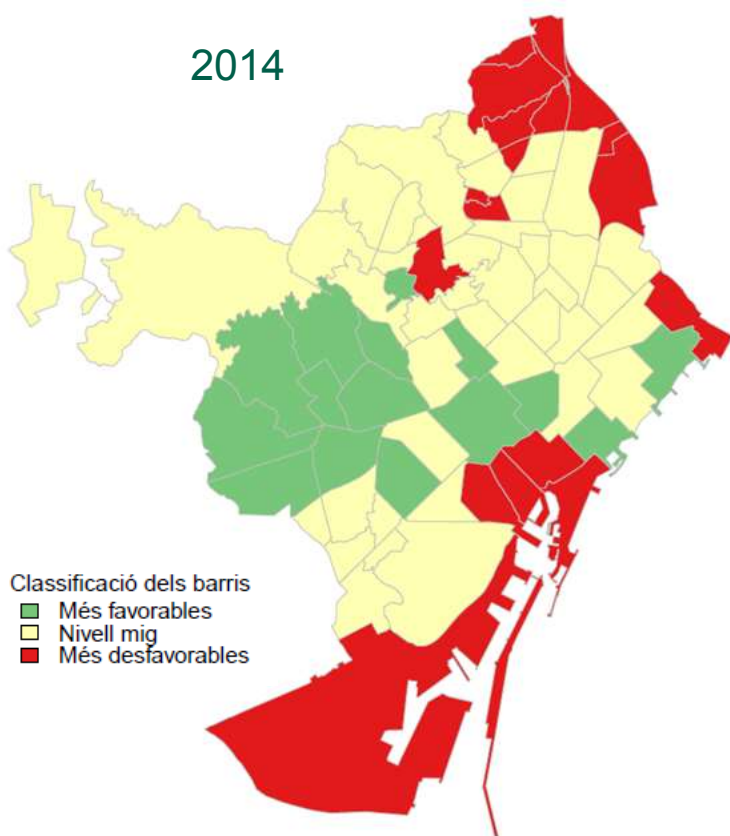 2014
Classificació dels barris
Més favorables
Nivell mig
Més desfavorables